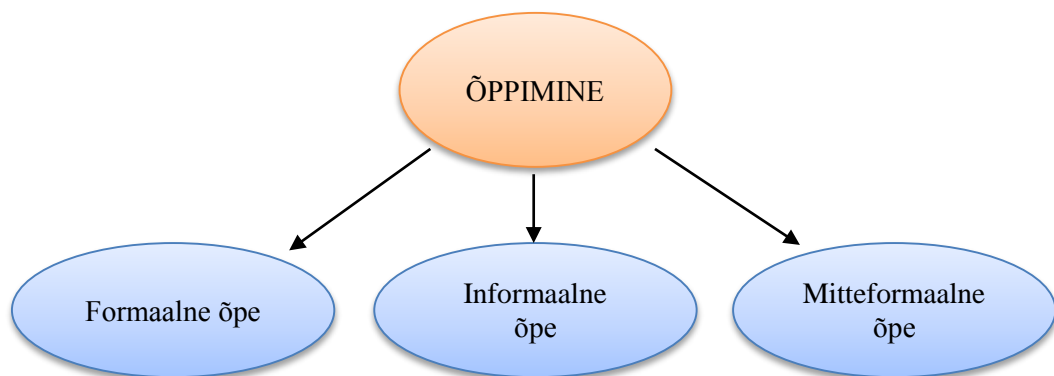 ÕPPIMINE
Formaalne õpe
Informaalne
õpe
Mitteformaalne
õpe